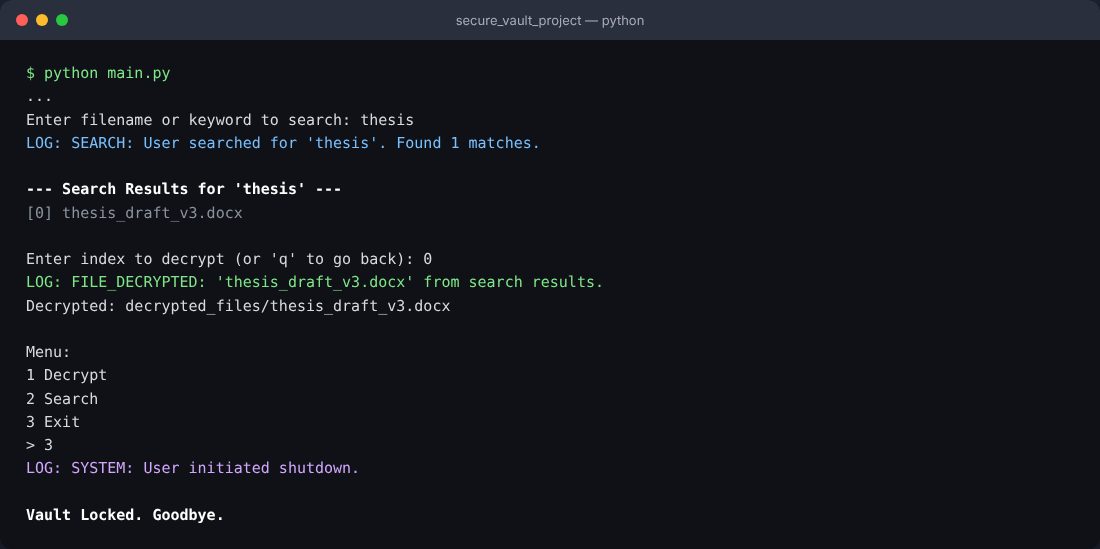 secure_vault_project — python
$ python main.py
...
Enter filename or keyword to search: thesis
LOG: SEARCH: User searched for 'thesis'. Found 1 matches.
--- Search Results for 'thesis' ---
[0] thesis_draft_v3.docx
Enter index to decrypt (or 'q' to go back): 0
LOG: FILE_DECRYPTED: 'thesis_draft_v3.docx' from search results.
Decrypted: decrypted_files/thesis_draft_v3.docx
Menu:
1 Decrypt
2 Search
3 Exit
> 3
LOG: SYSTEM: User initiated shutdown.
Vault Locked. Goodbye.